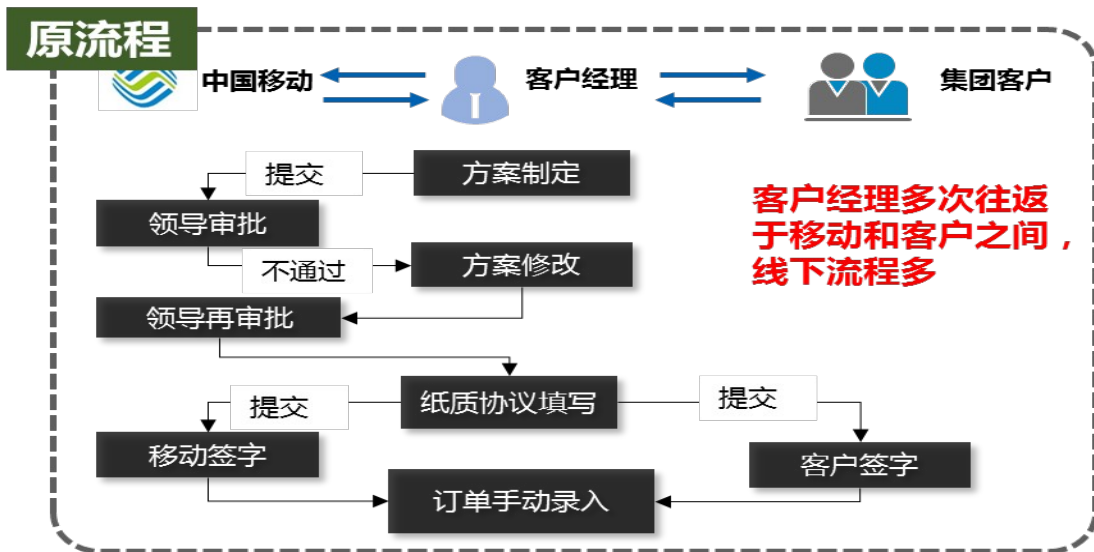 原流程
中国移动
客户经理
集团客户
提交
方案制定
领导审批
不通过
方案修改
领导再审批
客户经理多次往返
于移动和客户之间，
线下流程多
提交
纸质协议填写
提交
移动签字
客户签字
订单手动录入